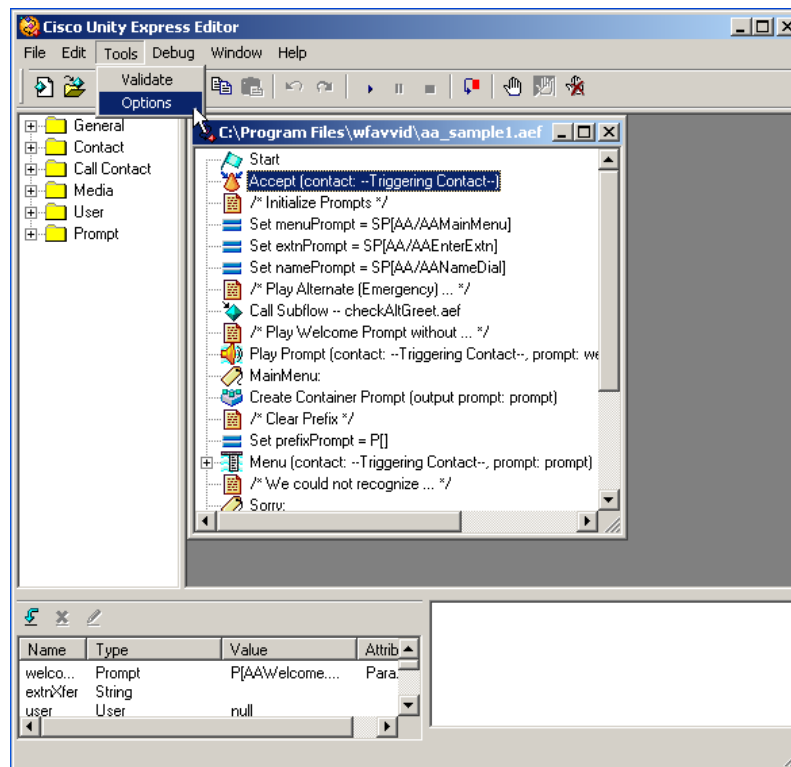 Cisco Unity Express Editor
File Edit Tools Debug Window Help
Validate
Options
General
Contact
Call Contact
Media
User
Prompt
C:\Program Files\wfavvid\aa_sample1.aef
Start
Accept (contact: --Triggering Contact--)
/* Initialize Prompts */
Set menuPrompt = SP[AA/AAMainMenu]
Set extnPrompt = SP[AA/AAEnterExtn]
Set namePrompt = SP[AA/AANameDial]
/* Play Alternate (Emergency) ... */
Call Subflow -- checkAltGreet.aef
/* Play Welcome Prompt without ... */
Play Prompt (contact: --Triggering Contact--, prompt: we
MainMenu:
Create Container Prompt (output prompt: prompt)
/* Clear Prefix */
Set prefixPrompt = P[]
Menu (contact: --Triggering Contact--, prompt: prompt)
/* We could not recognize ... */
Sorry:
Name Type Value Attrib
welco... Prompt P[AAWelcome.... Para
extnXfer String
user User null